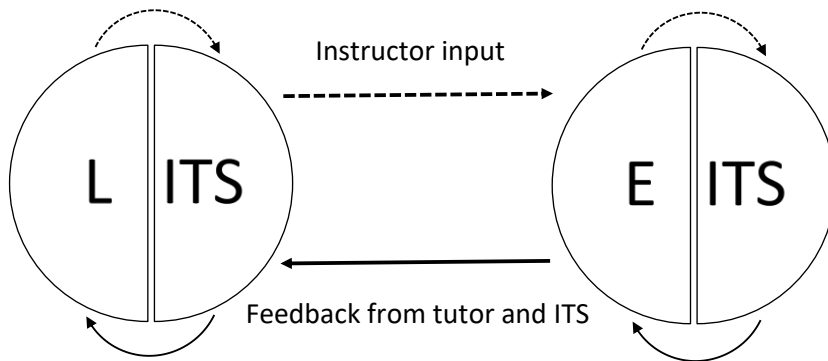 Instructor input
L ITS
E ITS
Feedback from tutor and ITS